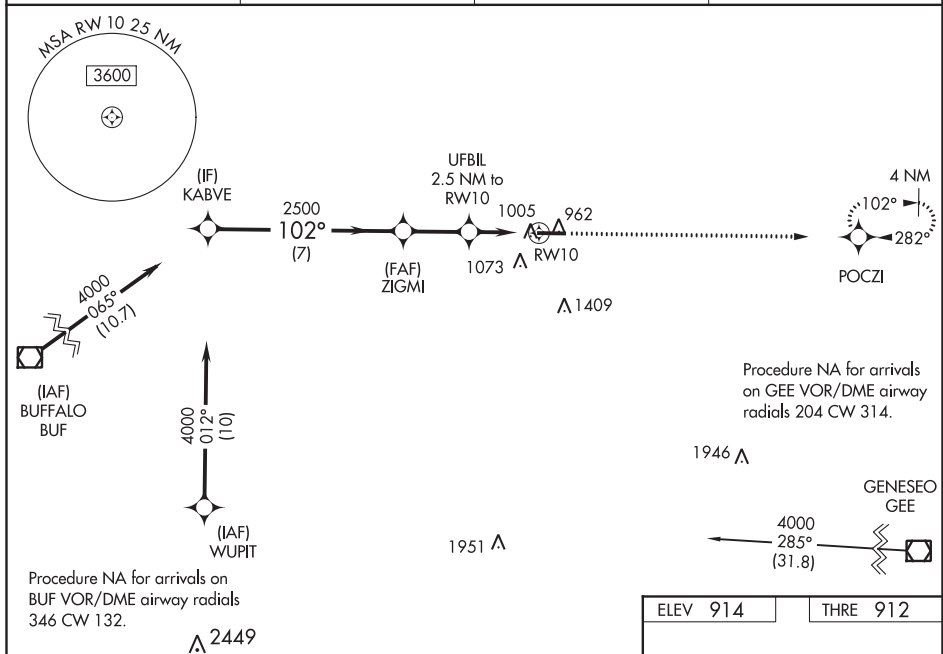 MSA RW 10 25 NM
3600
(IF)
KABVE
2500
102°
(7)
(FAF)
ZIGMI
UFBIL
2.5 NM to
RW10
1005
962
1073
RW10
1409
4 NM
102°
282°
POCZI
4000
065°
(10.7)
(IAF)
BUFFALO
BUF
4000
012°
(10)
(IAF)
WUPIT
Procedure NA for arrivals
on GEE VOR/DME airway
radials 204 CW 314.
1946
1951
GENESEO
GEE
4000
285°
(31.8)
Procedure NA for arrivals on
BUF VOR/DME airway radials
346 CW 132.
2449
ELEV 914
THRE 912